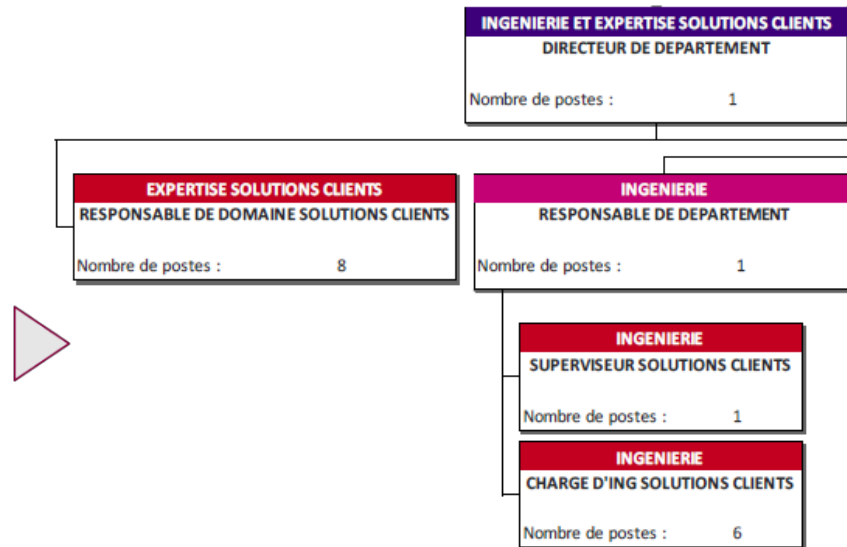 INGENIERIE ET EXPERTISE SOLUTIONS CLIENTS
DIRECTEUR DE DEPARTEMENT
Nombre de postes : 1
EXPERTISE SOLUTIONS CLIENTS
RESPONSABLE DE DOMAINE SOLUTIONS CLIENTS
Nombre de postes : 8
INGENIERIE
RESPONSABLE DE DEPARTEMENT
Nombre de postes : 1
INGENIERIE
SUPERVISEUR SOLUTIONS CLIENTS
Nombre de postes : 1
INGENIERIE
CHARGE D'ING SOLUTIONS CLIENTS
Nombre de postes : 6